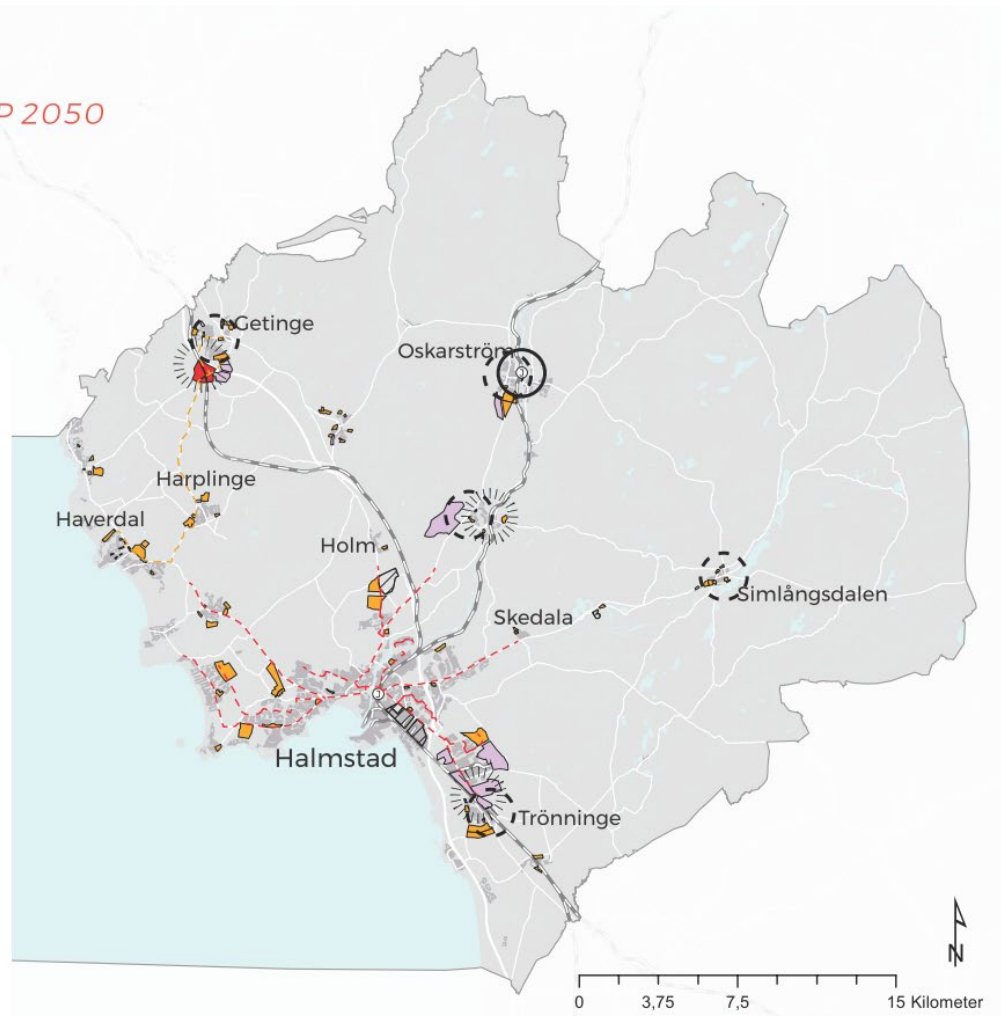 P 2050
Getinge
Oskarström
Harplinge
Haverdal
Holm
Simlångsdalen
Skedala
Halmstad
Trönninge
N
0 3,75 7,5 15 Kilometer